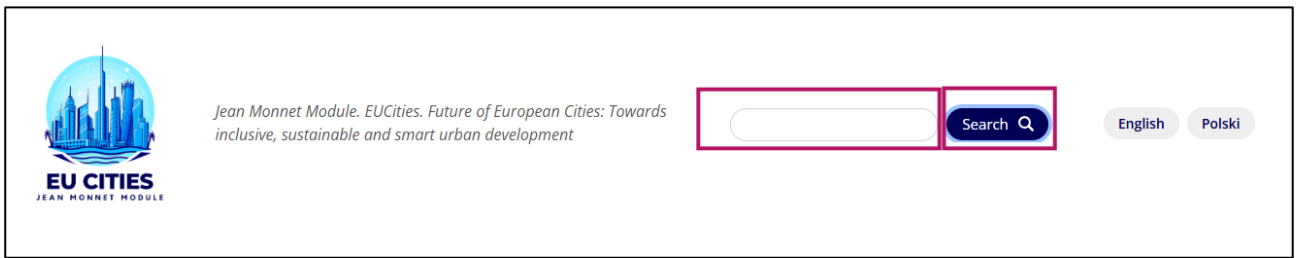 EU CITIES
JEAN MONNET MODULE
Jean Monnet Module. EUCities. Future of European Cities: Towards
inclusive, sustainable and smart urban development
Search
English
Polski